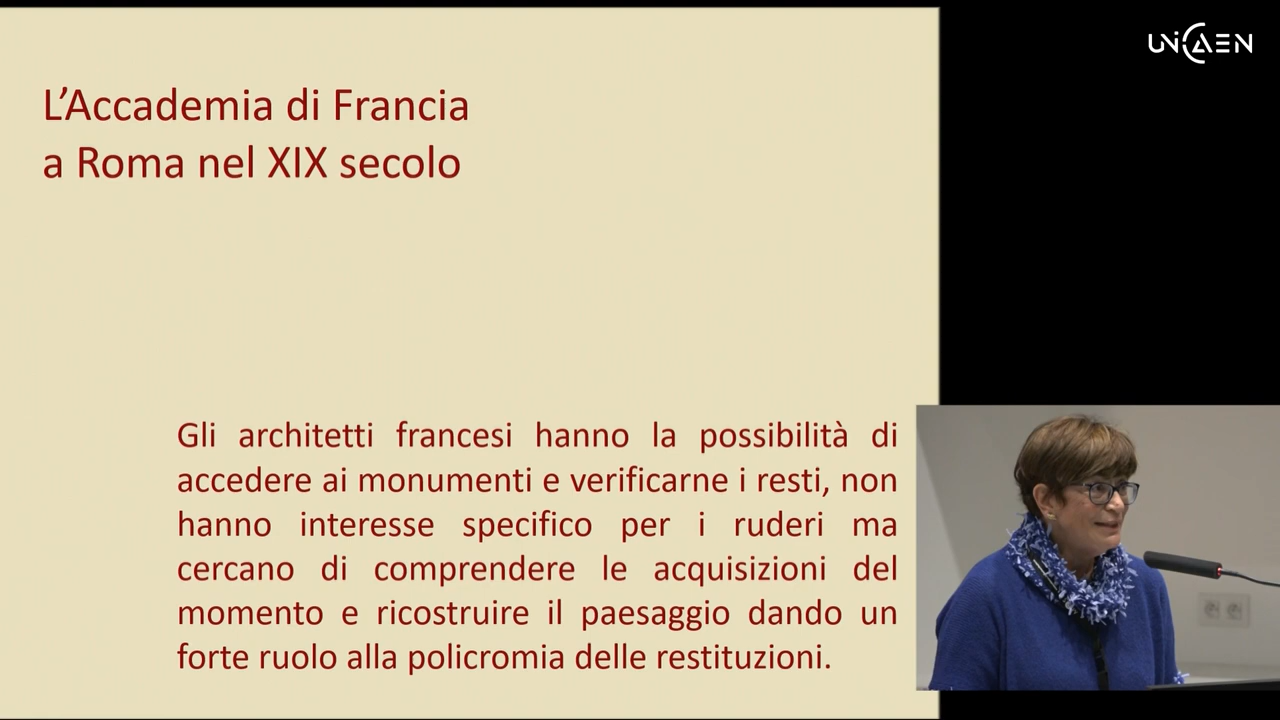 UNICAEN
L'Accademia di Francia
a Roma nel XIX secolo
Gli architetti francesi hanno la possibilità di
accedere ai monumenti e verificarne i resti, non
hanno interesse specifico per i ruderi ma
cercano di comprendere le acquisizioni del
momento e ricostruire il paesaggio dando un
forte ruolo alla policromia delle restituzioni.